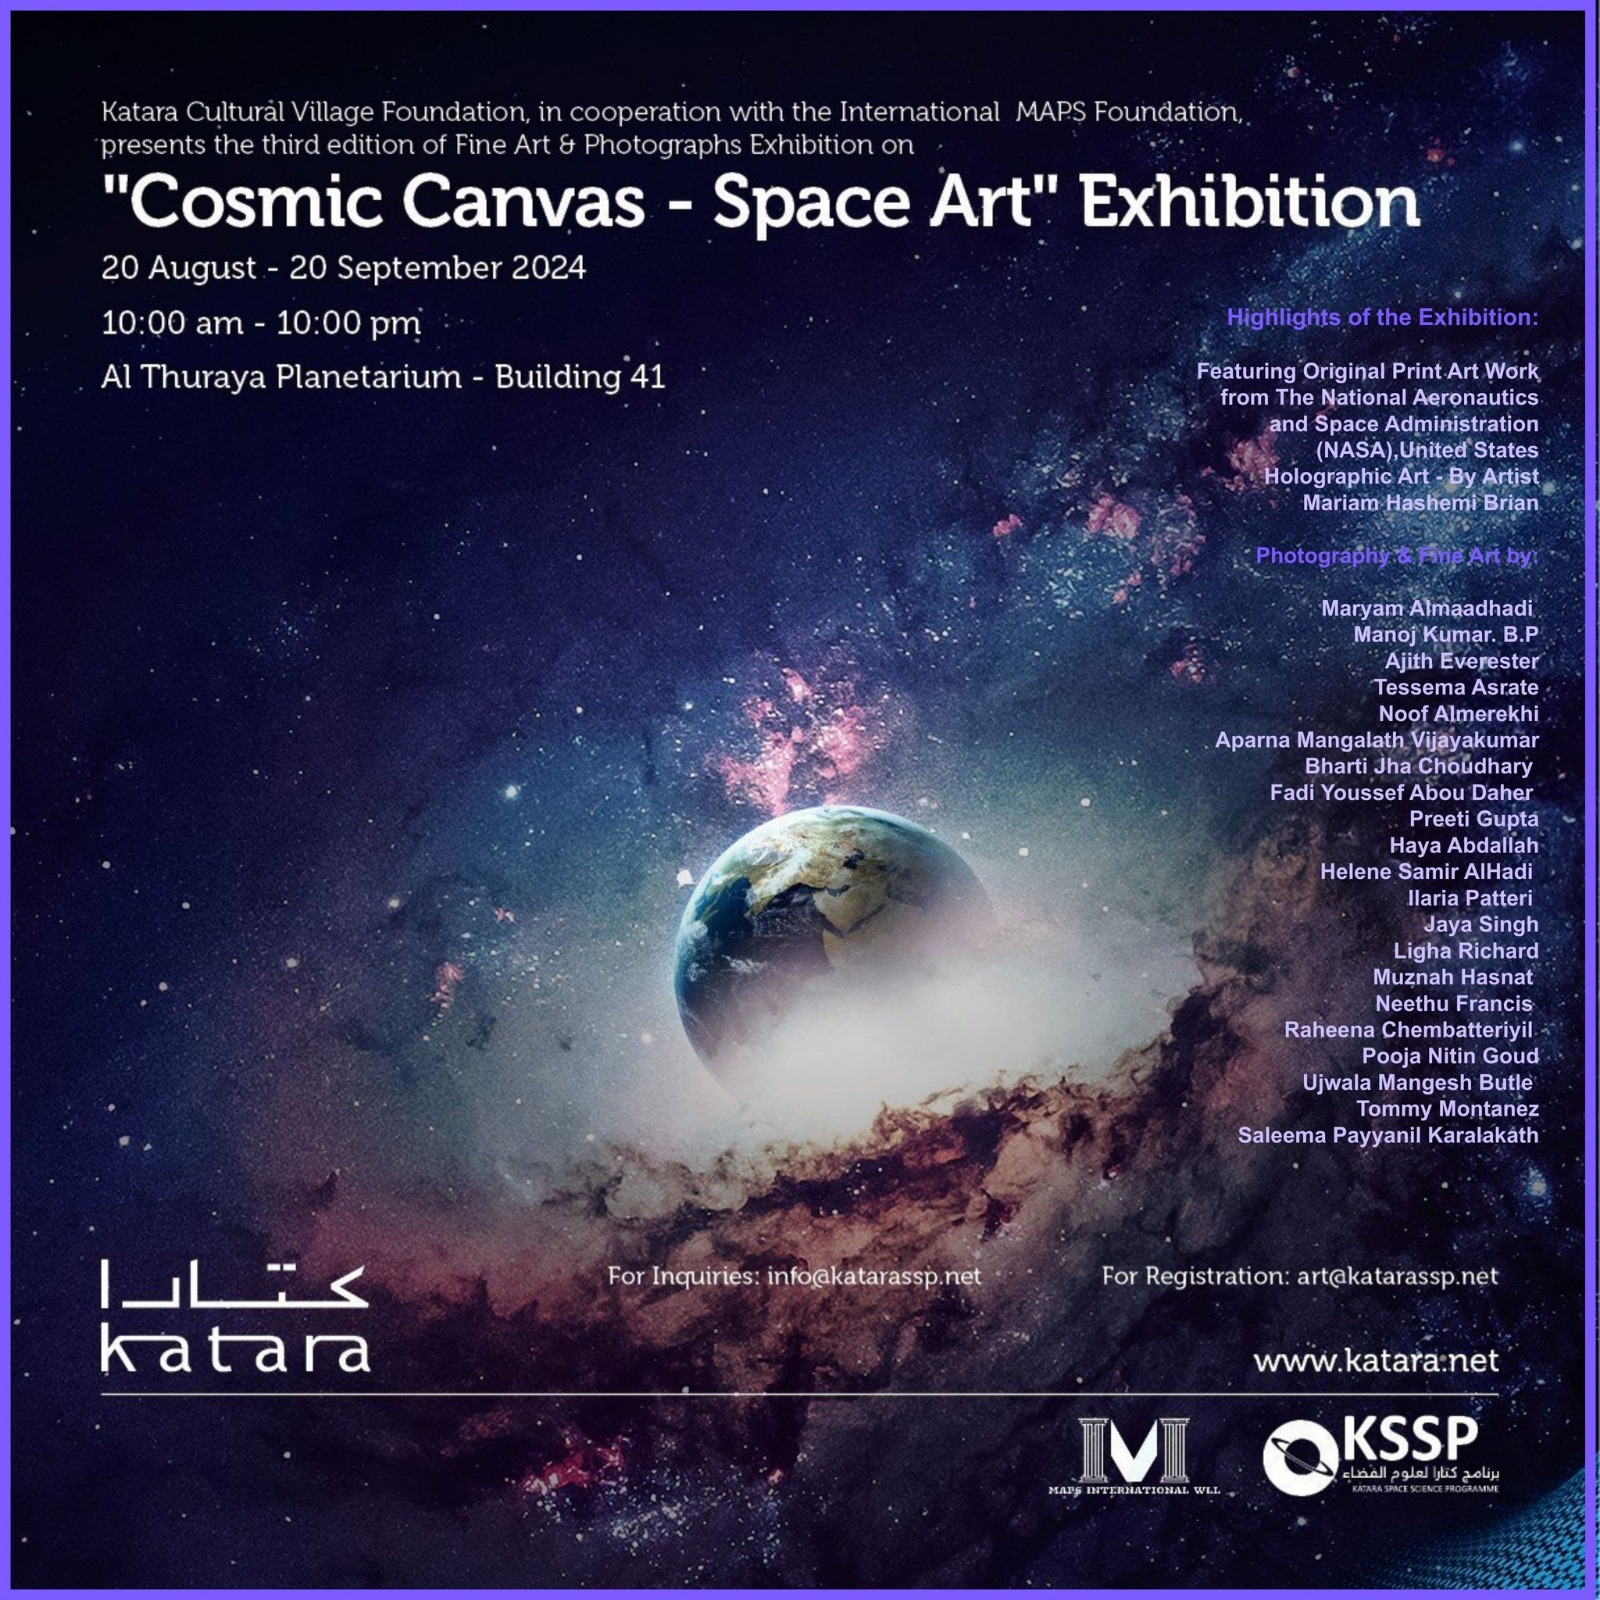 Katara Cultural Village Foundation, in cooperation with the International MAPS Foundation,
presents the third edition of Fine Art & Photographs Exhibition on
"Cosmic Canvas - Space Art" Exhibition
20 August - 20 September 2024
10:00 am - 10:00 pm
Al Thuraya Planetarium - Building 41
Highlights of the Exhibition:
Featuring Original Print Art Work
from The National Aeronautics
and Space Administration
(NASA),United States
Holographic Art - By Artist
Mariam Hashemi Brian
Photography & Fine Art by:
Maryam Almaadhadi
Manoj Kumar. B.P
Ajith Everester
Tessema Asrate
Noof Almerekhi
Aparna Mangalath Vijayakumar
Bharti Jha Choudhary
Fadi Youssef Abou Daher
Preeti Gupta
Haya Abdallah
Helene Samir AlHadi
Ilaria Patteri
Jaya Singh
Ligha Richard
Muznah Hasnat
Neethu Francis
Raheena Chembatteriyil
Pooja Nitin Goud
Ujwala Mangesh Butle
Tommy Montanez
Saleema Payyanil Karalakath
كتارا
katara
For Inquiries: info@katarassp.net
For Registration: art@katarassp.net
www.katara.net
M
MAPS INTERNATIONAL WLL
KSSP
برنامج كتارا لعلوم الفضاء
KATARA SPACE SCIENCE PROGRAMME